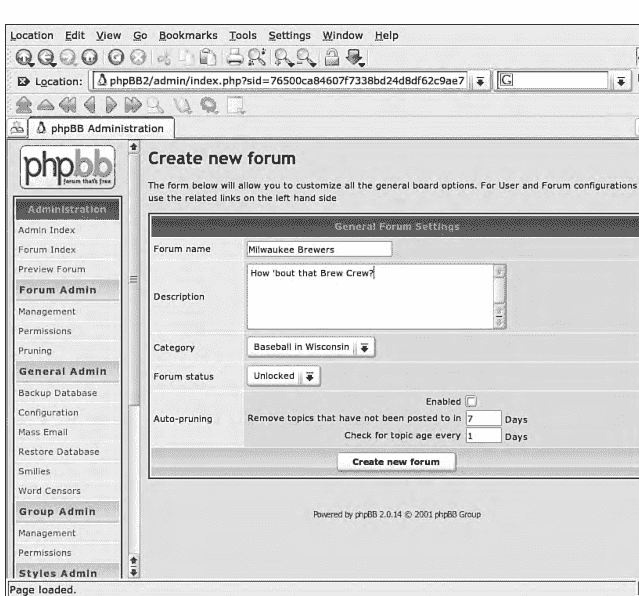 Location Edit View Go Bookmarks Tools Settings Window Help
Location: phpBB2/admin/index.php?sid=76500ca84607f7338bd24d8df62c9ae7 G
phpBB Administration
phpbb
forum that's free
Administration
Admin Index
Forum Index
Preview Forum
Forum Admin
Management
Permissions
Pruning
General Admin
Backup Database
Configuration
Mass Email
Restore Database
Smilies
Word Censors
Group Admin
Management
Permissions
Styles Admin
Create new forum
The form below will allow you to customize all the general board options. For User and Forum configurations
use the related links on the left hand side
General Forum Settings
Forum name Milwaukee Brewers
Description How 'bout that Brew Crew?
Category Baseball in Wisconsin
Forum status Unlocked
Auto-pruning
Enabled
Remove topics that have not been posted to in 7 Days
Check for topic age every 1 Days
Create new forum
Powered by phpBB 2.0.14 © 2001 phpBB Group
Page loaded.